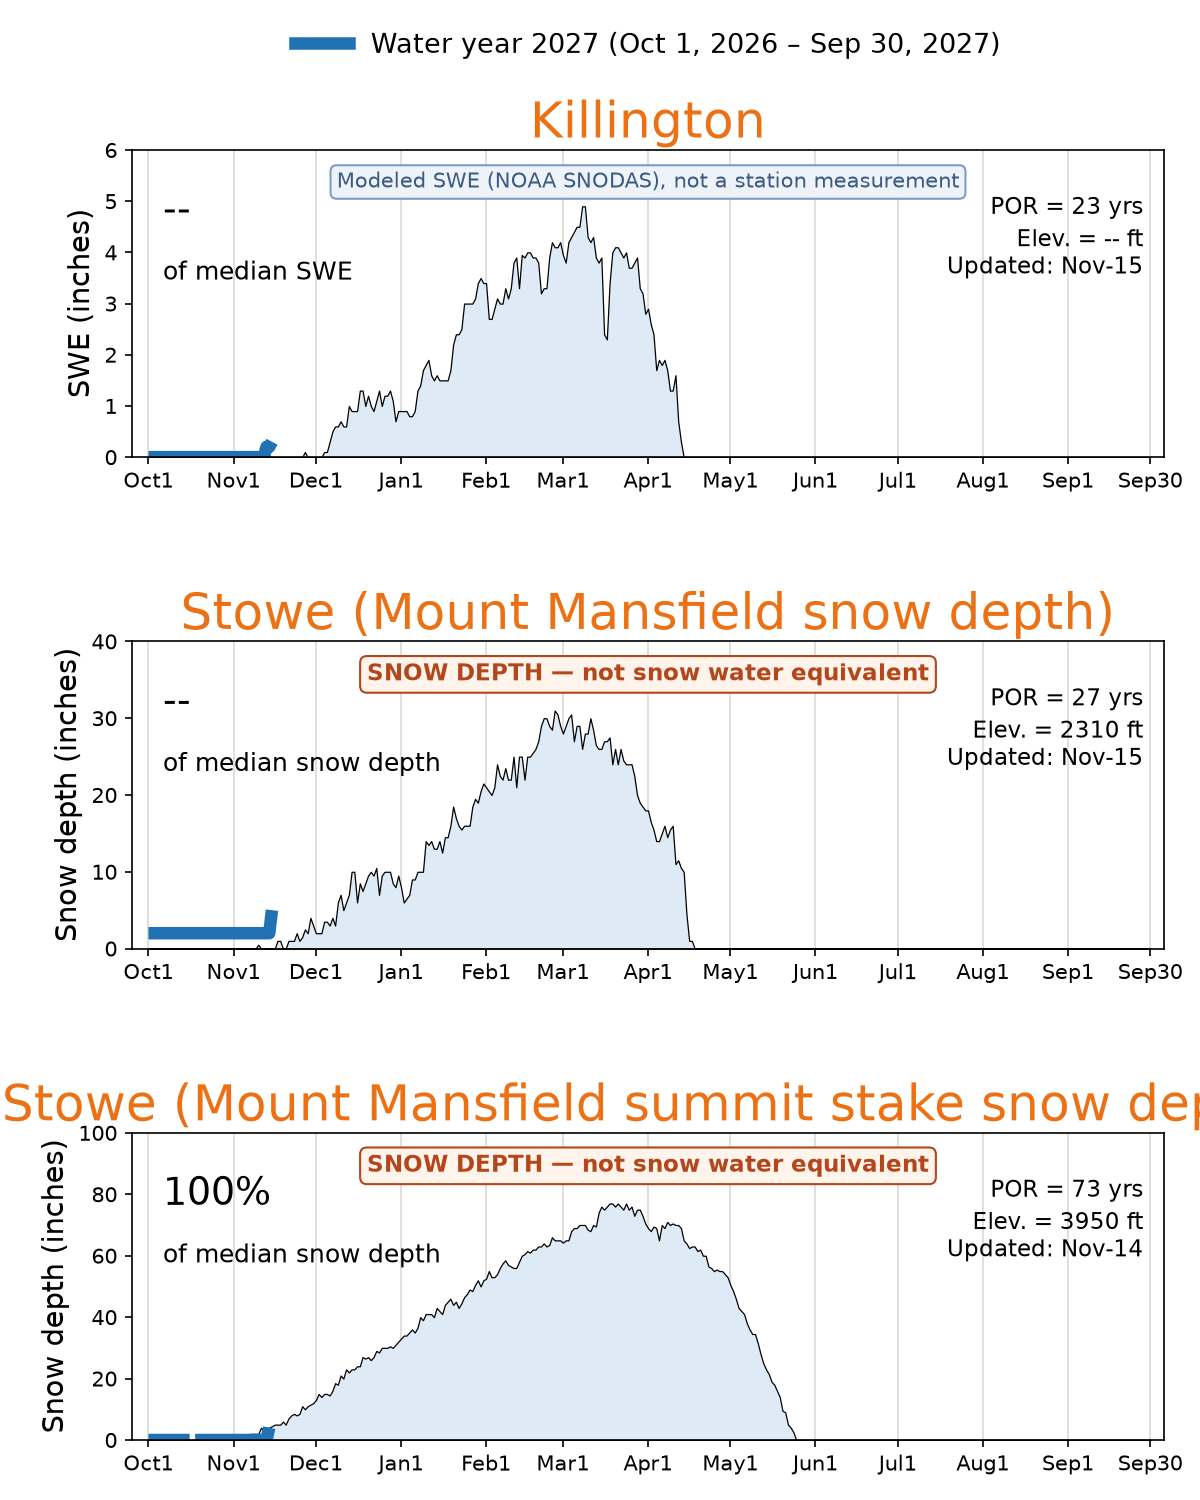 Water year 2027 (Oct 1, 2026 – Sep 30, 2027)
Killington
Modeled SWE (NOAA SNODAS), not a station measurement
--
of median SWE
POR = 23 yrs
Elev. = -- ft
Updated: Nov-15
SWE (inches)
6
5
4
3
2
1
0
Oct1 Nov1 Dec1 Jan1 Feb1 Mar1 Apr1 May1 Jun1 Jul1 Aug1 Sep1 Sep30
Stowe (Mount Mansfield snow depth)
SNOW DEPTH — not snow water equivalent
--
of median snow depth
POR = 27 yrs
Elev. = 2310 ft
Updated: Nov-15
Snow depth (inches)
40
30
20
10
0
Oct1 Nov1 Dec1 Jan1 Feb1 Mar1 Apr1 May1 Jun1 Jul1 Aug1 Sep1 Sep30
Stowe (Mount Mansfield summit stake snow dep
SNOW DEPTH — not snow water equivalent
100%
of median snow depth
POR = 73 yrs
Elev. = 3950 ft
Updated: Nov-14
Snow depth (inches)
100
80
60
40
20
0
Oct1 Nov1 Dec1 Jan1 Feb1 Mar1 Apr1 May1 Jun1 Jul1 Aug1 Sep1 Sep30